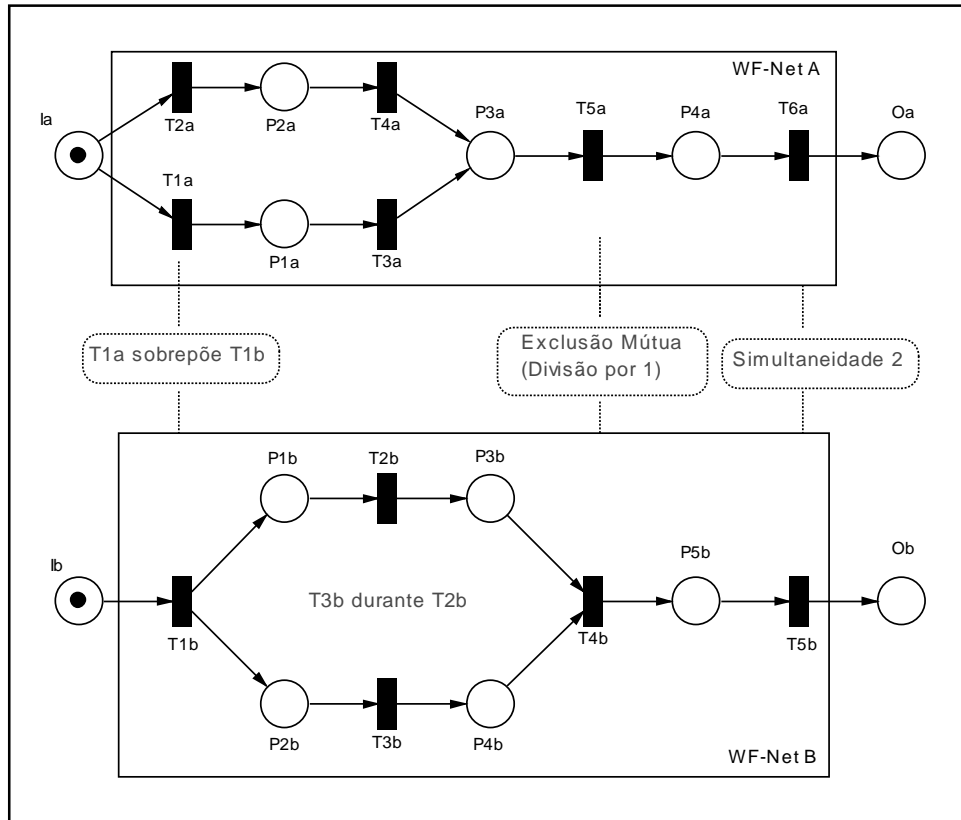 WF-Net A
Ia
T2a
P2a
T4a
P3a
T5a
P4a
T6a
Oa
T1a
P1a
T3a
T1a sobrepõe T1b
Exclusão Mútua
(Divisão por 1)
Simultaneidade 2
P1b
T2b
P3b
Ib
T1b
T3b durante T2b
T4b
P5b
T5b
Ob
P2b
T3b
P4b
WF-Net B